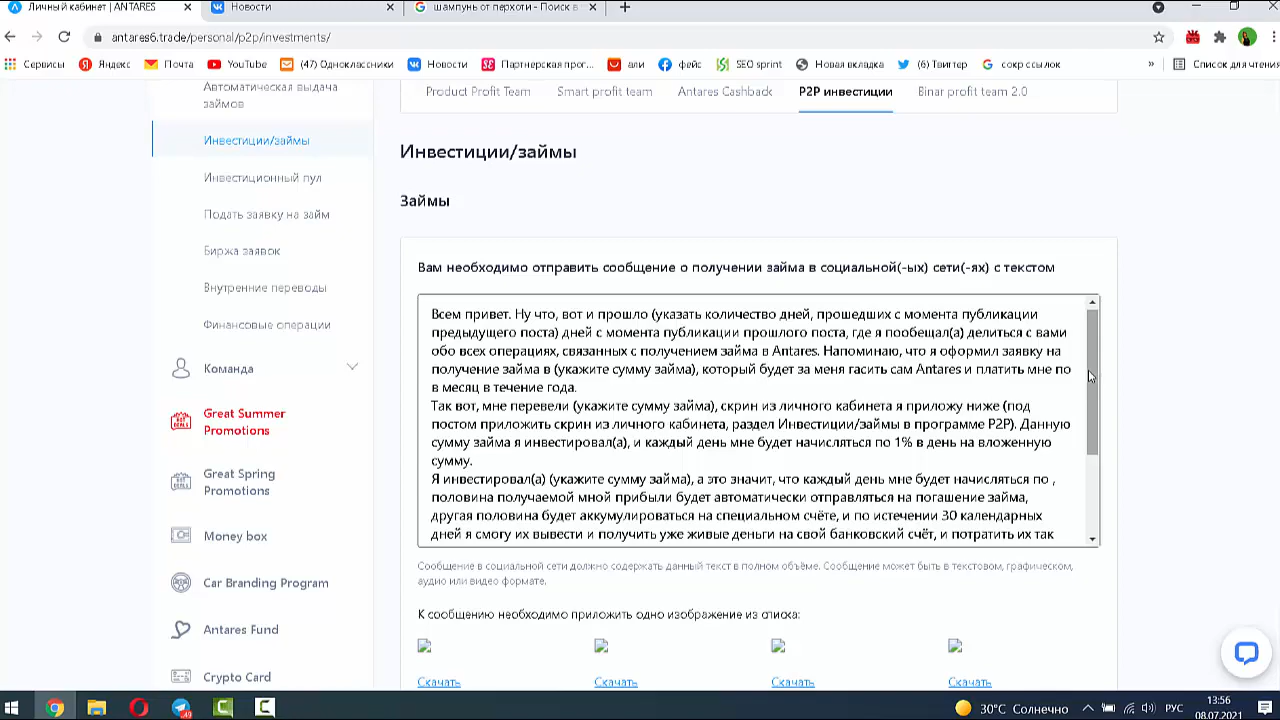 Личный кабинет | ANTARES
Новости
шампунь от перхоти - Поиск в
antares6.trade/personal/p2p/investments/
Сервисы
Яндекс
Почта
YouTube
(47) Одноклассники
Новости
Партнерская прог...
али
фейс
SEO sprint
Новая вкладка
(6) Твиттер
сокр ссылок
»
Список для чтения
Автоматическая выдача
займов
Инвестиции/займы
Инвестиционный пул
Подать заявку на займ
Биржа заявок
Внутренние переводы
Финансовые операции
Команда
Great Summer
Promotions
Great Spring
Promotions
Money box
Car Branding Program
Antares Fund
Crypto Card
Product Profit Team
Smart profit team
Antares Cashback
P2P инвестиции
Binar profit team 2.0
Инвестиции/займы
Займы
Вам необходимо отправить сообщение о получении займа в социальной(-ых) сети(-ях) с текстом
Всем привет. Ну что, вот и прошло (указать количество дней, прошедших с момента публикации
предыдущего поста) дней с момента публикации прошлого поста, где я пообещал(а) делиться с вами
обо всех операциях, связанных с получением займа в Antares. Напоминаю, что я оформил заявку на
получение займа в (укажите сумму займа), который будет за меня гасить сам Antares и платить мне по
в месяц в течение года.
Так вот, мне перевели (укажите сумму займа), скрин из личного кабинета я приложу ниже (под
постом приложить скрин из личного кабинета, раздел Инвестиции/займы в программе P2P). Данную
сумму займа я инвестировал(а), и каждый день мне будет начисляться по 1% в день на вложенную
сумму.
Я инвестировал(а) (укажите сумму займа), а это значит, что каждый день мне будет начисляться по ,
половина получаемой мной прибыли будет автоматически отправляться на погашение займа,
другая половина будет аккумулироваться на специальном счёте, и по истечении 30 календарных
дней я смогу их вывести и получить уже живые деньги на свой банковский счёт, и потратить их так
Сообщение в социальной сети должно содержать данный текст в полном объёме. Сообщение может быть в текстовом, графическом,
аудио или видео формате.
К сообщению необходимо приложить одно изображение из списка:
Скачать
Скачать
Скачать
Скачать
30°C Солнечно
РУС
13:56
08.07.2021